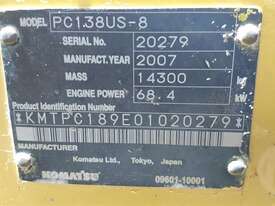 MODEL PC138US-8
SERIAL No. 20279
MANUFACT.YEAR 2007
MASS 14300
ENGINE POWER 68.4
Product Identification Number
*KMTPC189E01020279*
MANUFACTURER
Komatsu Ltd., Tokyo, Japan
KOMATSU 09601-10001